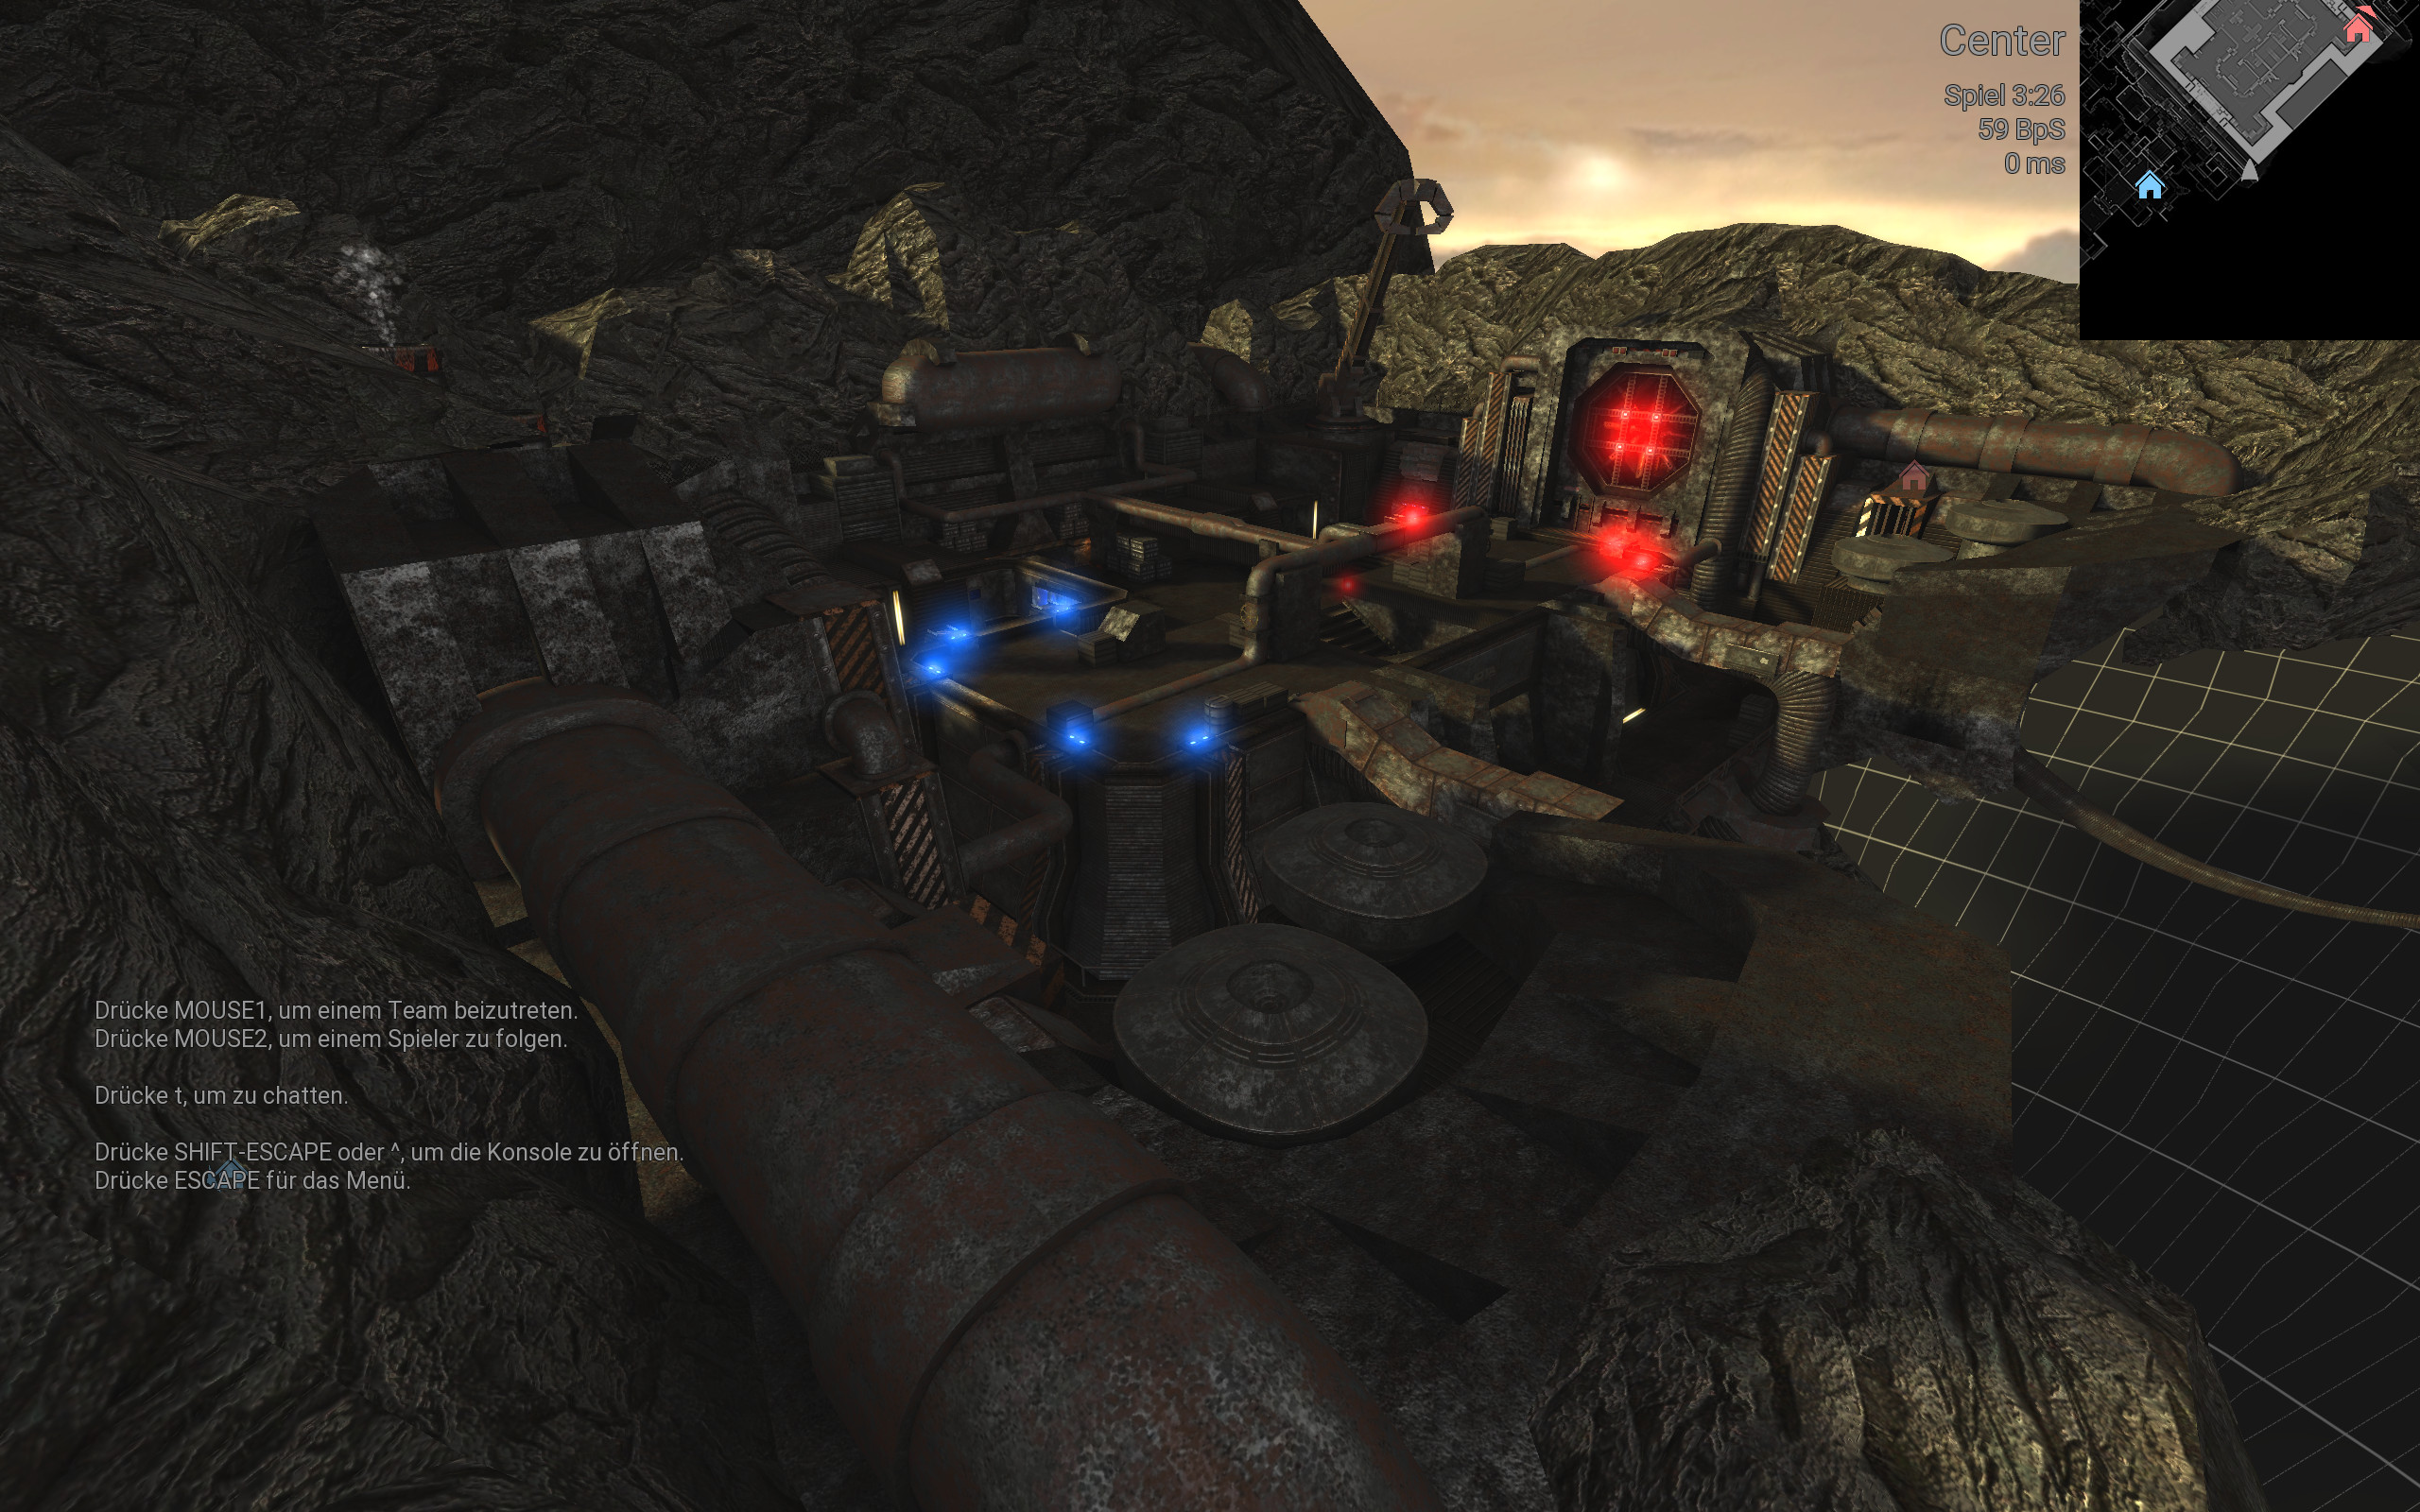 Center
Spiel 3:26
59 BpS
0 ms
Drücke MOUSE1, um einem Team beizutreten.
Drücke MOUSE2, um einem Spieler zu folgen.
Drücke t, um zu chatten.
Drücke SHIFT-ESCAPE oder ^, um die Konsole zu öffnen.
Drücke ESCAPE für das Menü.